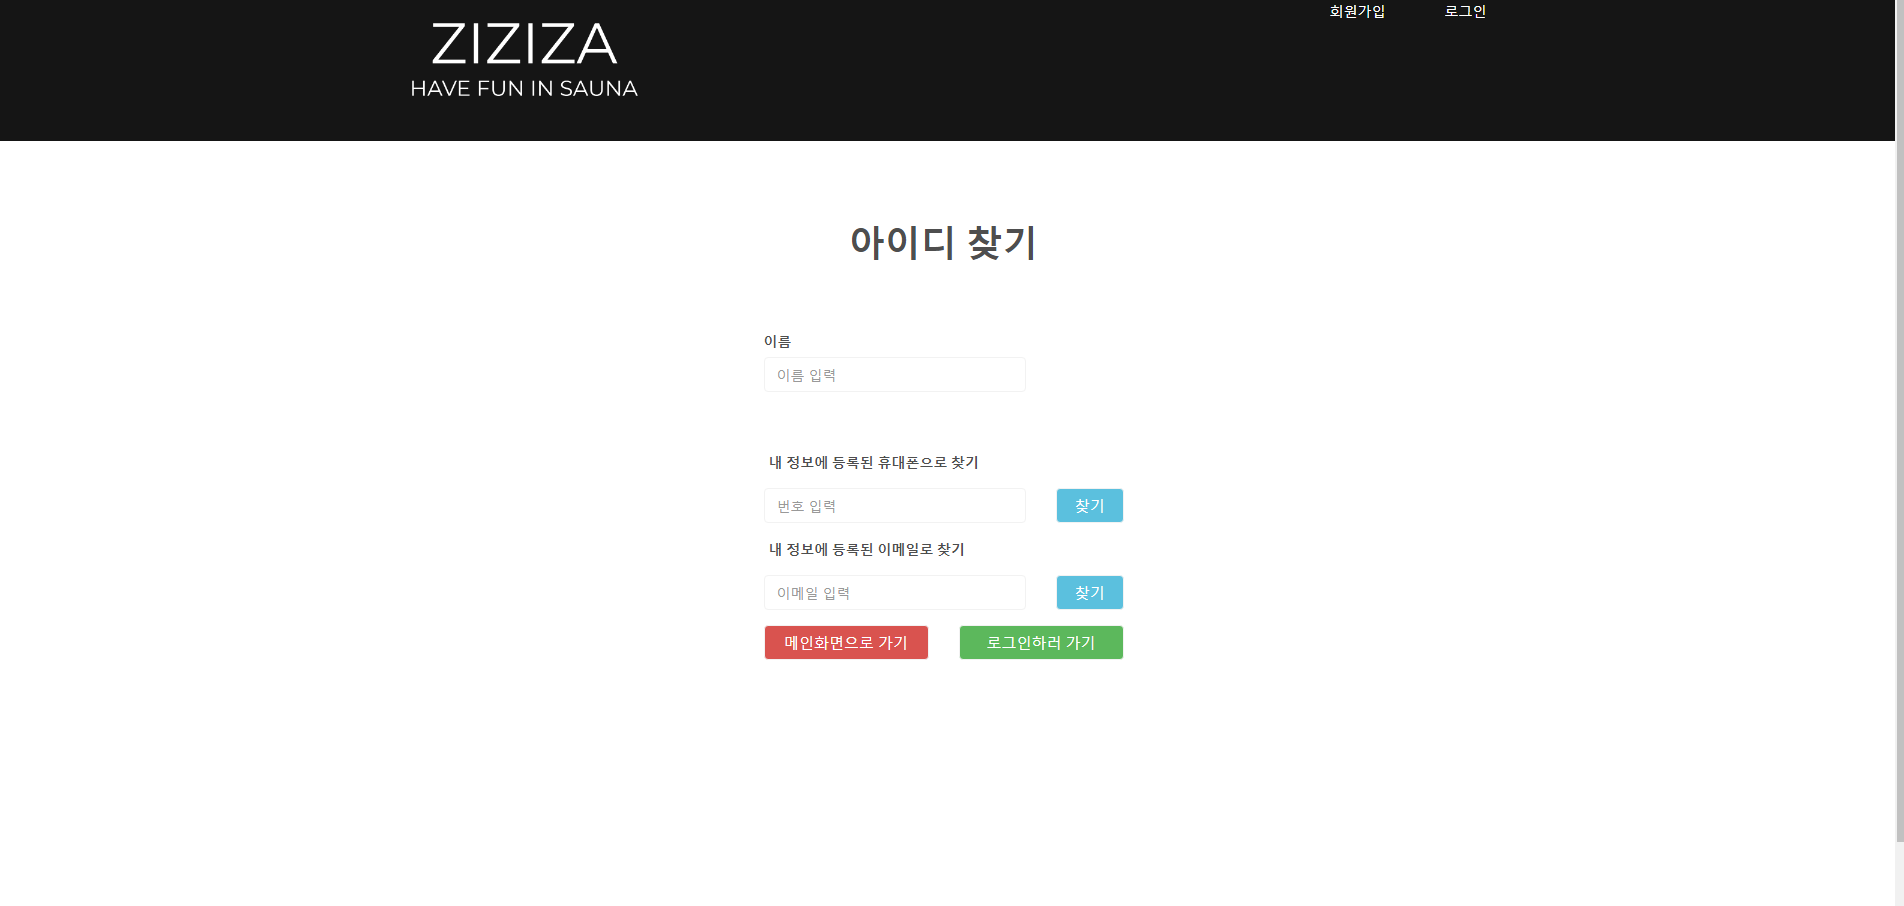 회원가입 로그인
ZIZIZA
HAVE FUN IN SAUNA
아이디 찾기
이름
이름 입력
내 정보에 등록된 휴대폰으로 찾기
번호 입력 찾기
내 정보에 등록된 이메일로 찾기
이메일 입력 찾기
메인화면으로 가기 로그인하러 가기